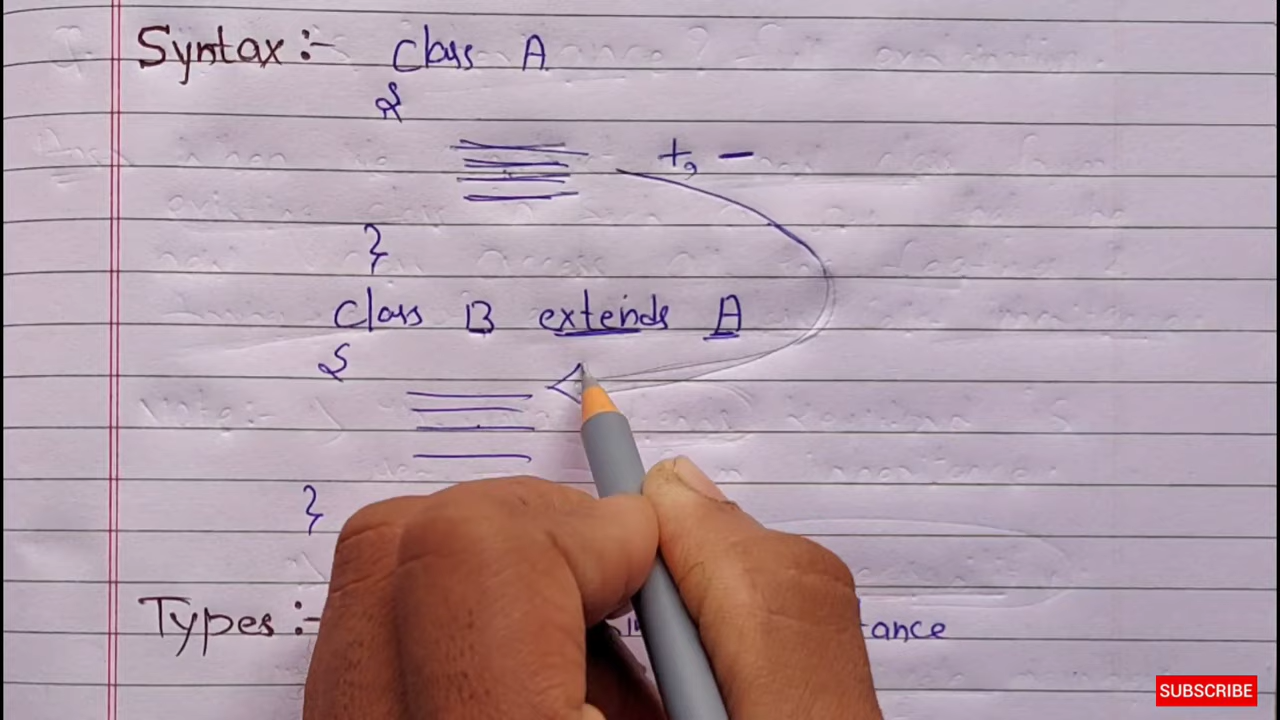 Syntax :- Class A
{
+, -
}
Class B extends A
{
}
Types :-
tance
SUBSCRIBE